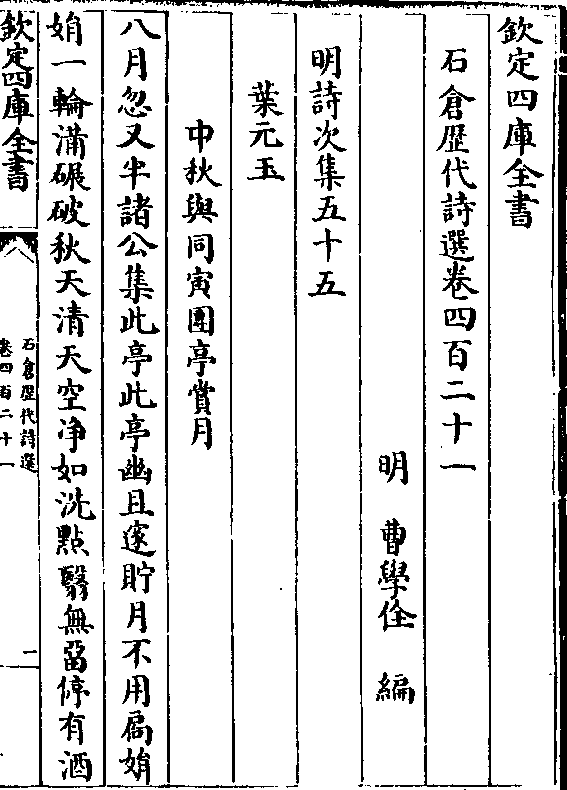 欽定四庫全書
石倉歴代詩選卷四百二十一
明 曹學佺 編
明詩次集五十五
葉元玉
中秋與同寅圍亭賞月
八月忽又半諸公集此亭此亭幽且邃貯月不用扄娟
娟一輪滿碾破秋天清天空净如洗點翳無畱停有酒
欽定四庫全書
石倉歴代詩選
卷四百二十一
一